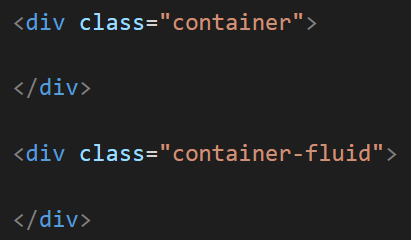 <div class="container">
</div>
<div class="container-fluid">
</div>